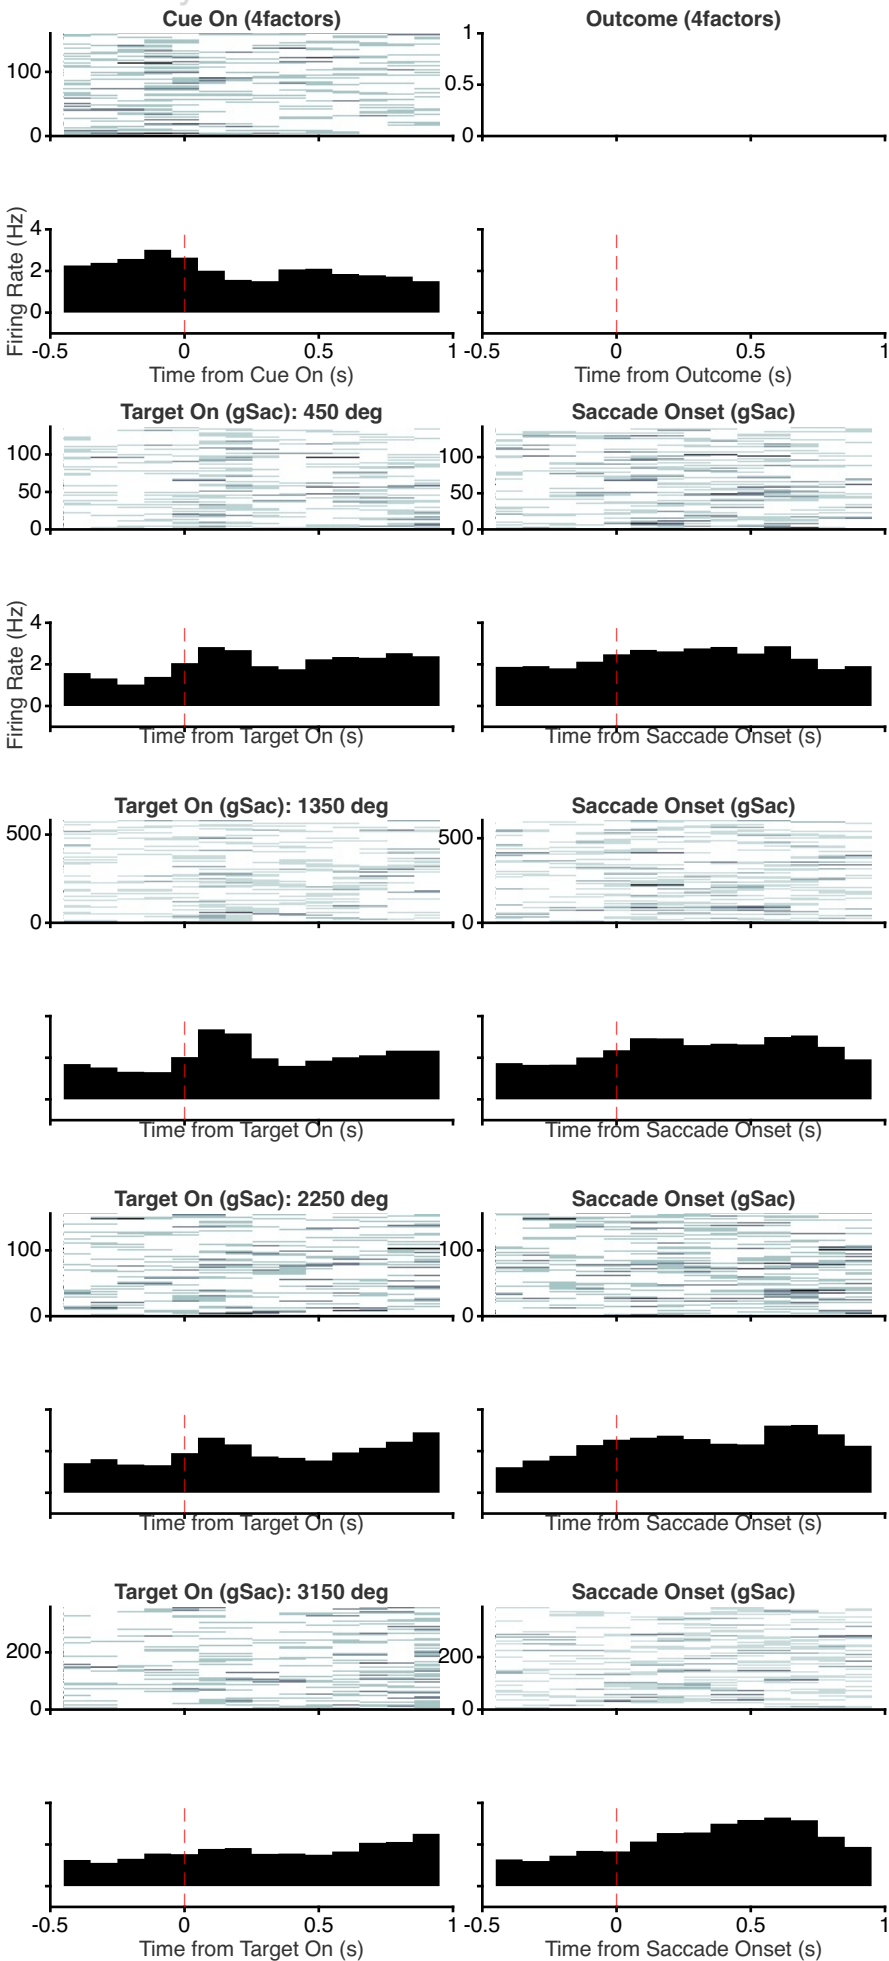 Cue On (4factors) Outcome (4factors)
100 1
0.5
0 0
Firing Rate (Hz)
4
2
0
-0.5 0 0.5 1 -0.5 0 0.5 1
Time from Cue On (s) Time from Outcome (s)
Target On (gSac): 450 deg Saccade Onset (gSac)
100 100
50 50
0 0
Firing Rate (Hz)
4
2
0
Time from Target On (s) Time from Saccade Onset (s)
Target On (gSac): 1350 deg Saccade Onset (gSac)
500 500
0 0
Time from Target On (s) Time from Saccade Onset (s)
Target On (gSac): 2250 deg Saccade Onset (gSac)
100 100
0 0
Time from Target On (s) Time from Saccade Onset (s)
Target On (gSac): 3150 deg Saccade Onset (gSac)
200 200
0 0
-0.5 0 0.5 1 -0.5 0 0.5 1
Time from Target On (s) Time from Saccade Onset (s)